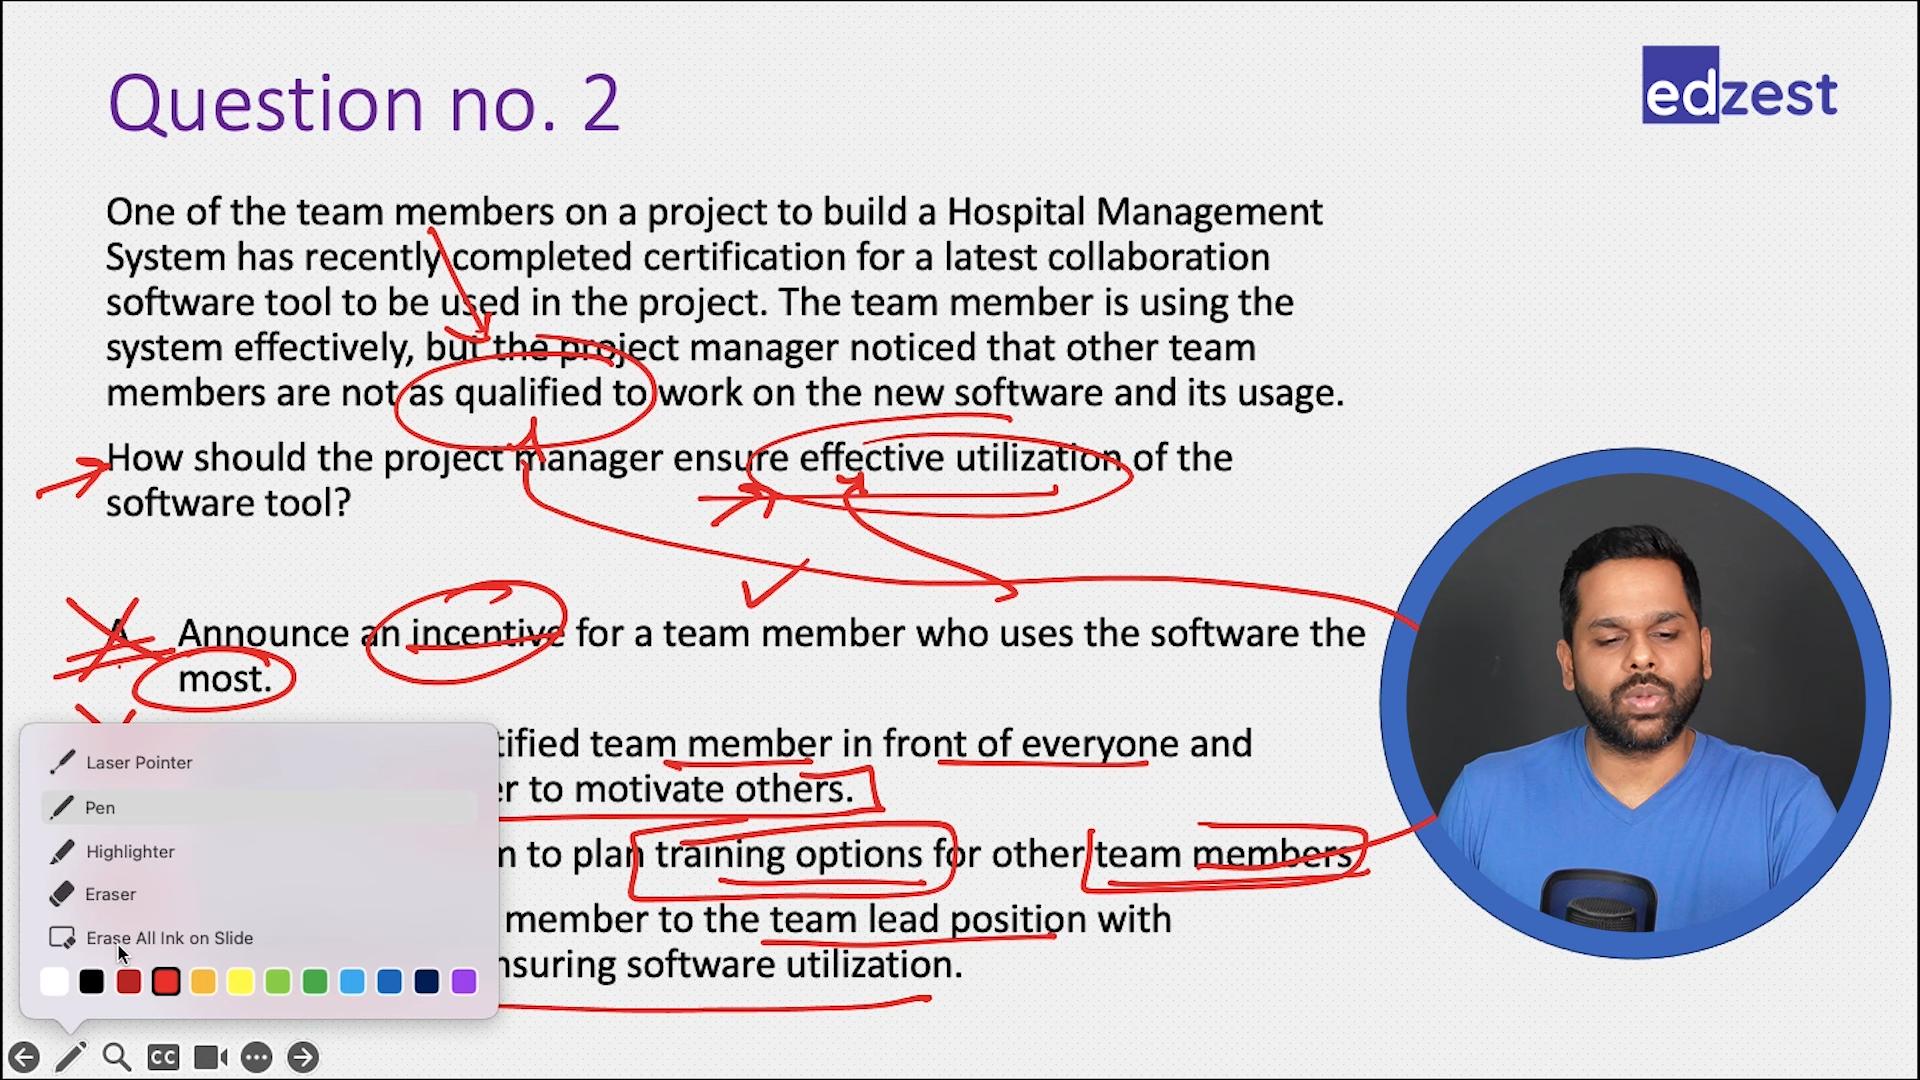 Question no. 2
edzest
One of the team members on a project to build a Hospital Management
System has recently completed certification for a latest collaboration
software tool to be used in the project. The team member is using the
system effectively, but the project manager noticed that other team
members are not as qualified to work on the new software and its usage.
How should the project manager ensure effective utilization of the
software tool?
A. Announce an incentive for a team member who uses the software the
most.
tified team member in front of everyone and
er to motivate others.
to plan training options for other team members
member to the team lead position with
nsuring software utilization.
Laser Pointer
Pen
Highlighter
Eraser
Erase All Ink on Slide
CC